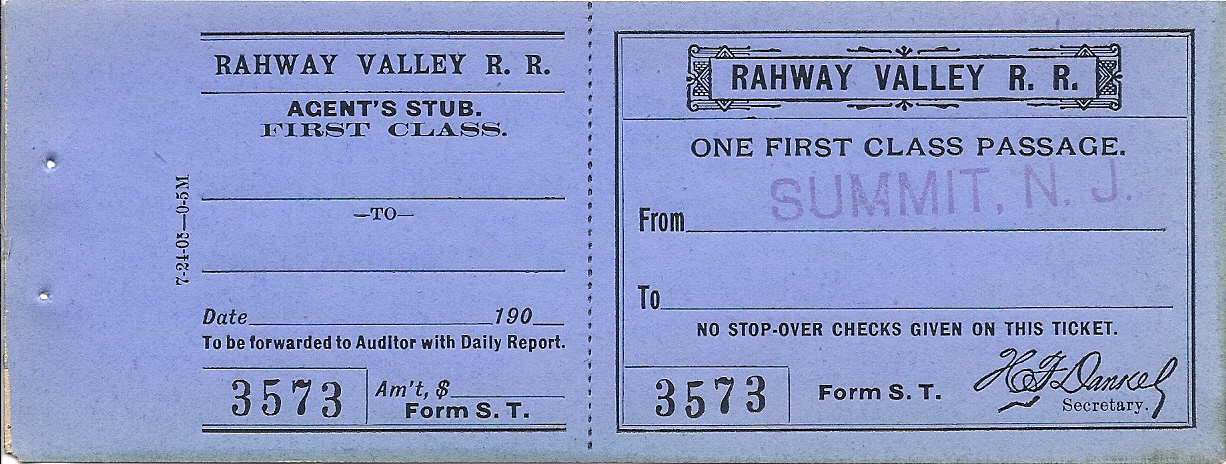 RAHWAY VALLEY R. R.
AGENT'S STUB.
FIRST CLASS.
—TO—
7-24-05—0-5M
Date 190
To be forwarded to Auditor with Daily Report.
3573
Am't, $
Form S. T.
RAHWAY VALLEY R. R.
ONE FIRST CLASS PASSAGE.
SUMMIT, N. J.
From
To
NO STOP-OVER CHECKS GIVEN ON THIS TICKET.
3573
Form S. T.
H F Dankel
Secretary.